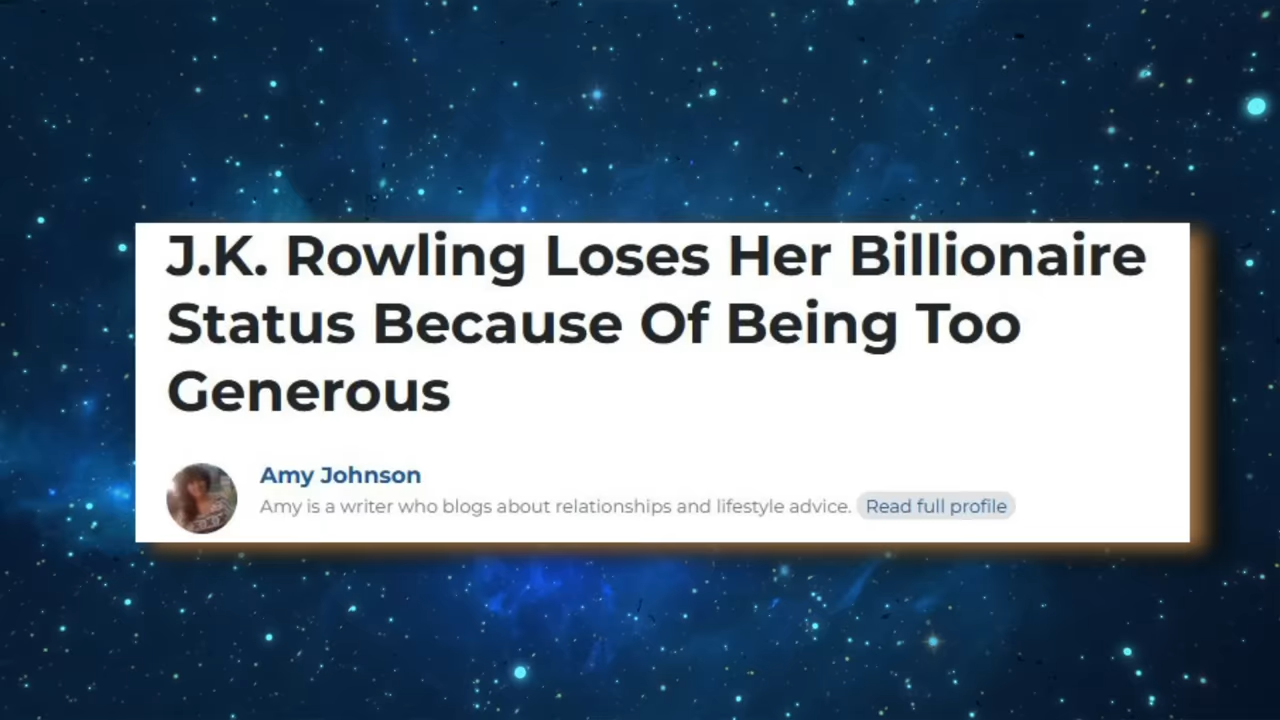 J.K. Rowling Loses Her Billionaire
Status Because Of Being Too
Generous
Amy Johnson
Amy is a writer who blogs about relationships and lifestyle advice. Read full profile